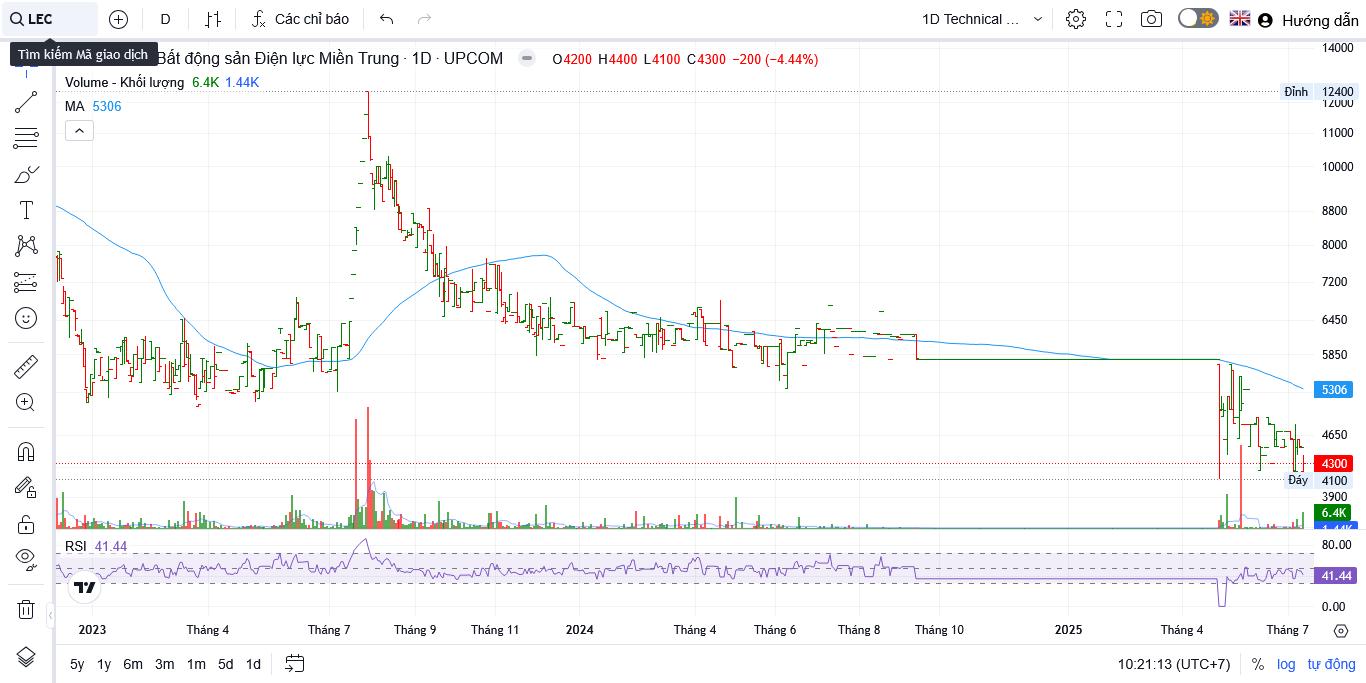 LEC
D
Các chỉ báo
1D Technical ...
Hướng dẫn
Tìm kiếm Mã giao dịch
Bất động sản Điện lực Miền Trung · 1D · UPCOM
O4200 H4400 L4100 C4300 −200 (−4.44%)
Volume - Khối lượng 6.4K 1.44K
MA 5306
14000
Đỉnh 12400
12000
11000
10000
8800
8000
7200
6450
5850
5306
4650
4300
Đáy 4100
3900
6.4K
1.44K
RSI 41.44
80.00
41.44
0.00
2023 Tháng 4 Tháng 7 Tháng 9 Tháng 11 2024 Tháng 4 Tháng 6 Tháng 8 Tháng 10 2025 Tháng 4 Tháng 7
5y 1y 6m 3m 1m 5d 1d
10:21:13 (UTC+7) % log tự động